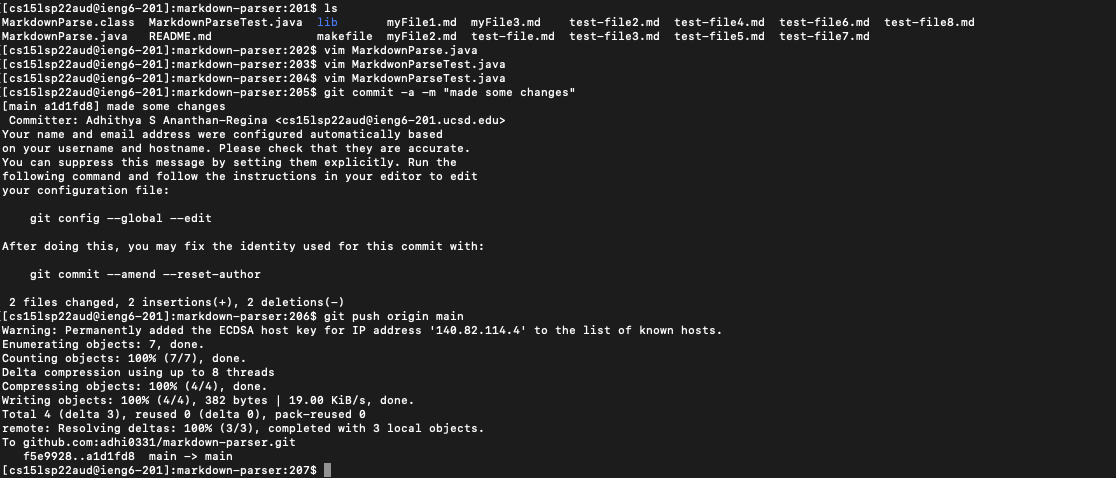 [cs15lsp22aud@ieng6-201]:markdown-parser:201$ ls
MarkdownParse.class  MarkdownParseTest.java  lib       myFile1.md  myFile3.md    test-file2.md  test-file4.md  test-file6.md  test-file8.md
MarkdownParse.java   README.md               makefile  myFile2.md  test-file.md  test-file3.md  test-file5.md  test-file7.md
[cs15lsp22aud@ieng6-201]:markdown-parser:202$ vim MarkdownParse.java
[cs15lsp22aud@ieng6-201]:markdown-parser:203$ vim MarkdwonParseTest.java
[cs15lsp22aud@ieng6-201]:markdown-parser:204$ vim MarkdownParseTest.java
[cs15lsp22aud@ieng6-201]:markdown-parser:205$ git commit -a -m "made some changes"
[main a1d1fd8] made some changes
 Committer: Adhithya S Ananthan-Regina <cs15lsp22aud@ieng6-201.ucsd.edu>
Your name and email address were configured automatically based
on your username and hostname. Please check that they are accurate.
You can suppress this message by setting them explicitly. Run the
following command and follow the instructions in your editor to edit
your configuration file:

    git config --global --edit

After doing this, you may fix the identity used for this commit with:

    git commit --amend --reset-author

 2 files changed, 2 insertions(+), 2 deletions(-)
[cs15lsp22aud@ieng6-201]:markdown-parser:206$ git push origin main
Warning: Permanently added the ECDSA host key for IP address '140.82.114.4' to the list of known hosts.
Enumerating objects: 7, done.
Counting objects: 100% (7/7), done.
Delta compression using up to 8 threads
Compressing objects: 100% (4/4), done.
Writing objects: 100% (4/4), 382 bytes | 19.00 KiB/s, done.
Total 4 (delta 3), reused 0 (delta 0), pack-reused 0
remote: Resolving deltas: 100% (3/3), completed with 3 local objects.
To github.com:adhi0331/markdown-parser.git
   f5e9928..a1d1fd8  main -> main
[cs15lsp22aud@ieng6-201]:markdown-parser:207$